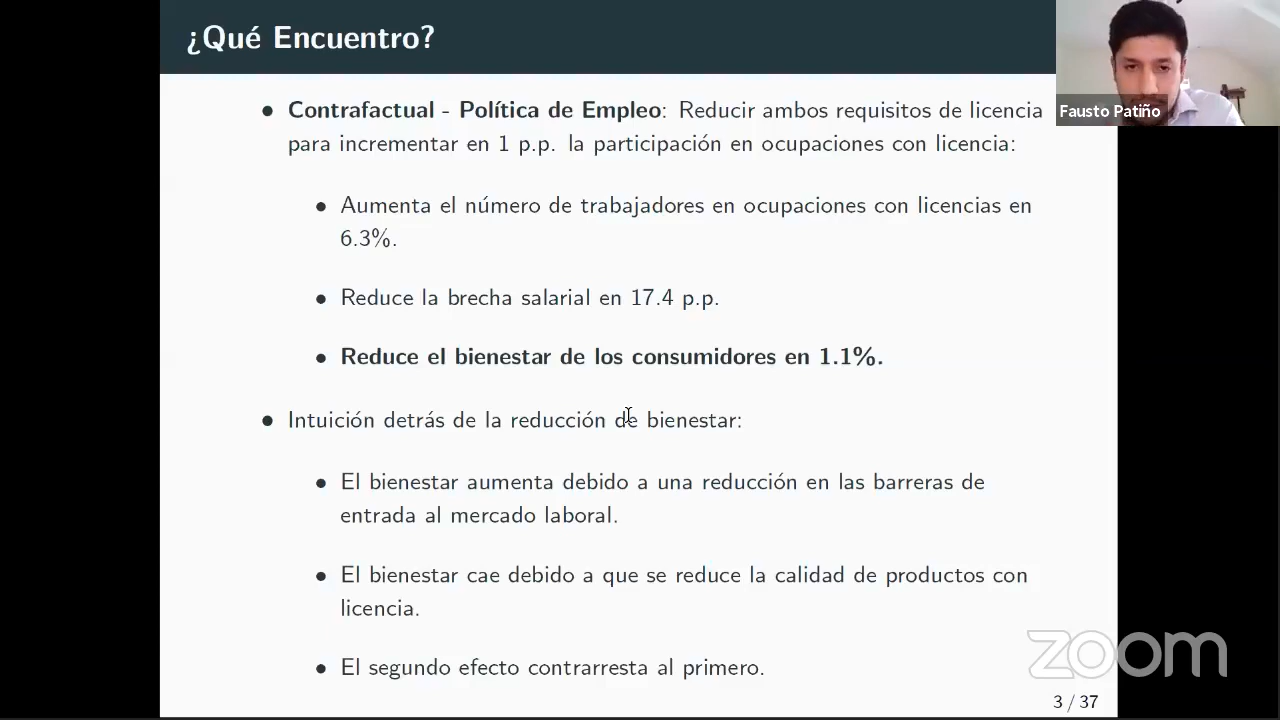 ¿Qué Encuentro?
Fausto Patiño
• Contrafactual - Política de Empleo: Reducir ambos requisitos de licencia
para incrementar en 1 p.p. la participación en ocupaciones con licencia:
• Aumenta el número de trabajadores en ocupaciones con licencias en
6.3%.
• Reduce la brecha salarial en 17.4 p.p.
• Reduce el bienestar de los consumidores en 1.1%.
• Intuición detrás de la reducción de bienestar:
• El bienestar aumenta debido a una reducción en las barreras de
entrada al mercado laboral.
• El bienestar cae debido a que se reduce la calidad de productos con
licencia.
• El segundo efecto contrarresta al primero.
zoom
3 / 37